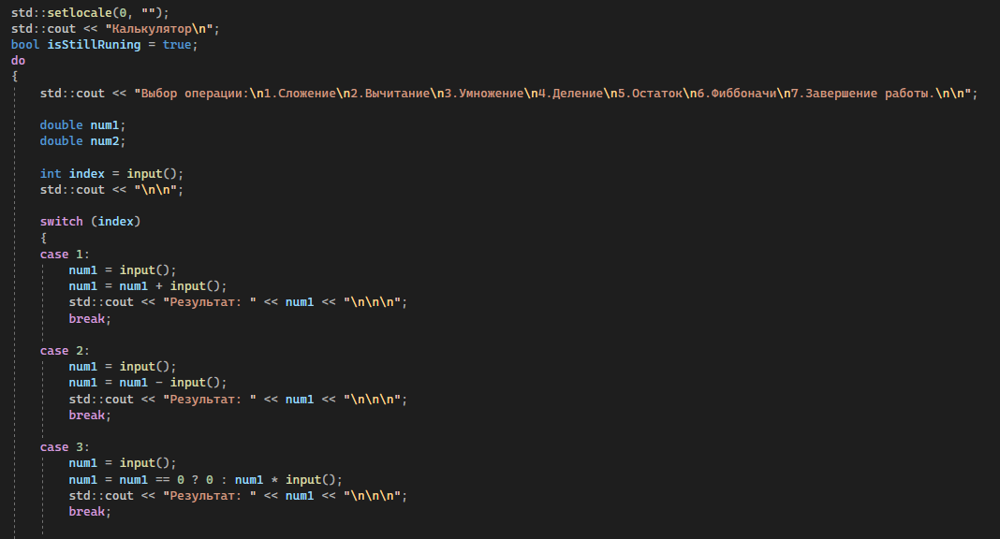 std::setlocale(0, "");
std::cout << "Калькулятор\n";
bool isStillRuning = true;
do
{
std::cout << "Выбор операции:\n1.Сложение\n2.Вычитание\n3.Умножение\n4.Деление\n5.Остаток\n6.Фиббоначи\n7.Завершение работы.\n\n";
double num1;
double num2;
int index = input();
std::cout << "\n\n";
switch (index)
{
case 1:
num1 = input();
num1 = num1 + input();
std::cout << "Результат: " << num1 << "\n\n\n";
break;
case 2:
num1 = input();
num1 = num1 - input();
std::cout << "Результат: " << num1 << "\n\n\n";
break;
case 3:
num1 = input();
num1 = num1 == 0 ? 0 : num1 * input();
std::cout << "Результат: " << num1 << "\n\n\n";
break;